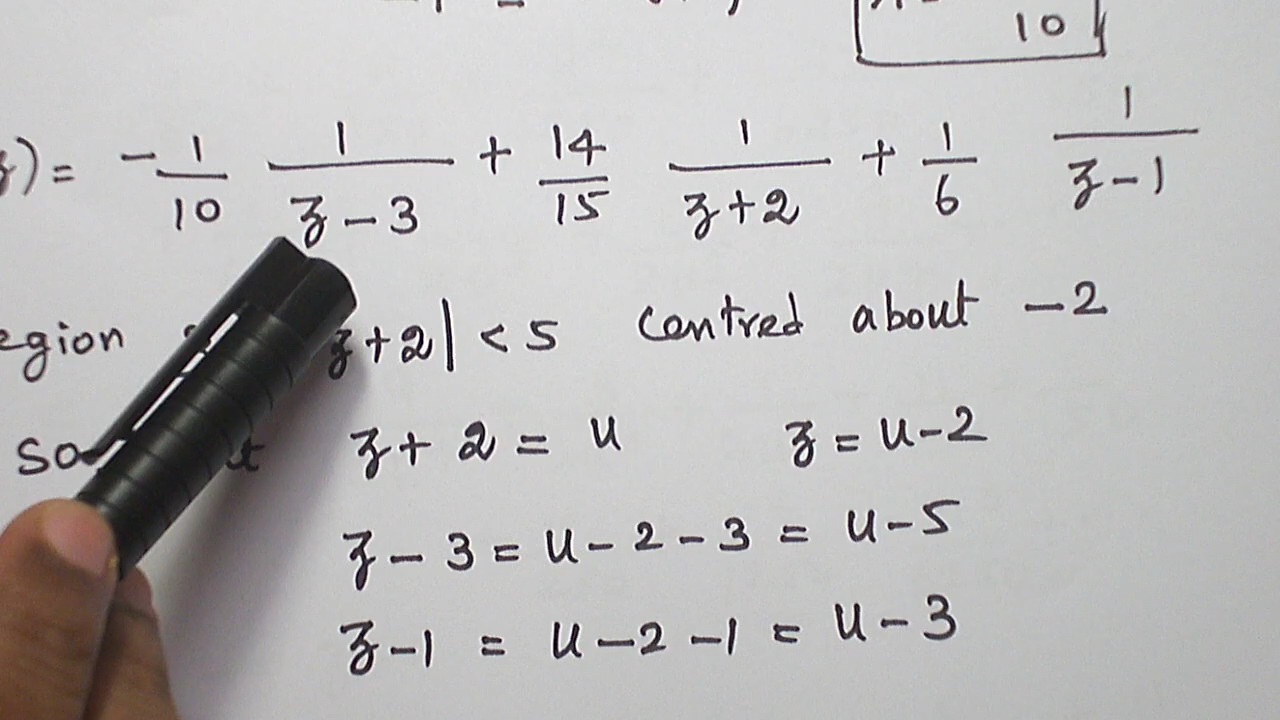 10
z) = - 1/10 1/(z-3) + 14/15 1/(z+2) + 1/6 1/(z-1)
egion z+2| < 5 centred about -2
so z + 2 = u z = u-2
z - 3 = u - 2 - 3 = u - 5
z - 1 = u - 2 - 1 = u - 3